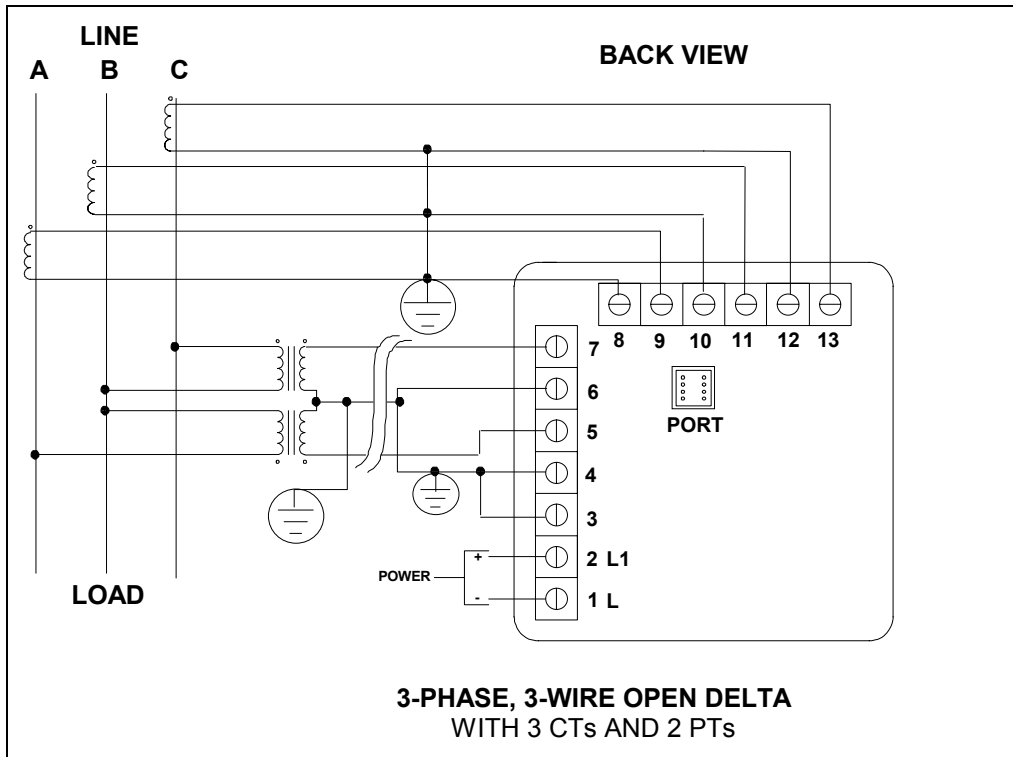 LINE
BACK VIEW
A B C
8 9 10 11 12 13
7
6
PORT
5
4
3
+ 2 L1
POWER
- 1 L
LOAD
3-PHASE, 3-WIRE OPEN DELTA
WITH 3 CTs AND 2 PTs